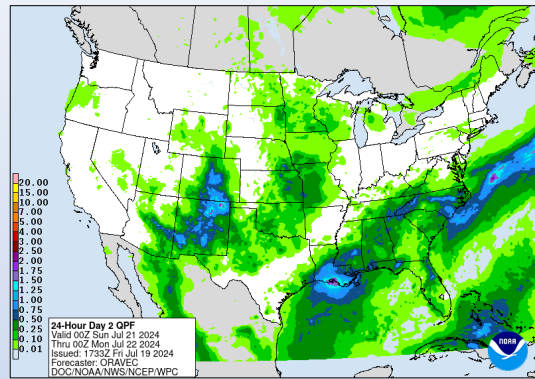 20.00
15.00
10.00
7.00
5.00
4.00
3.00
2.50
2.00
1.75
1.50
1.25
1.00
0.75
0.50
0.25
0.10
0.01
24-Hour Day 2 QPF
Valid 00Z Sun Jul 21 2024
Thru 00Z Mon Jul 22 2024
Issued: 1733Z Fri Jul 19 2024
Forecaster: ORAVEC
DOC/NOAA/NWS/NCEP/WPC
NOAA